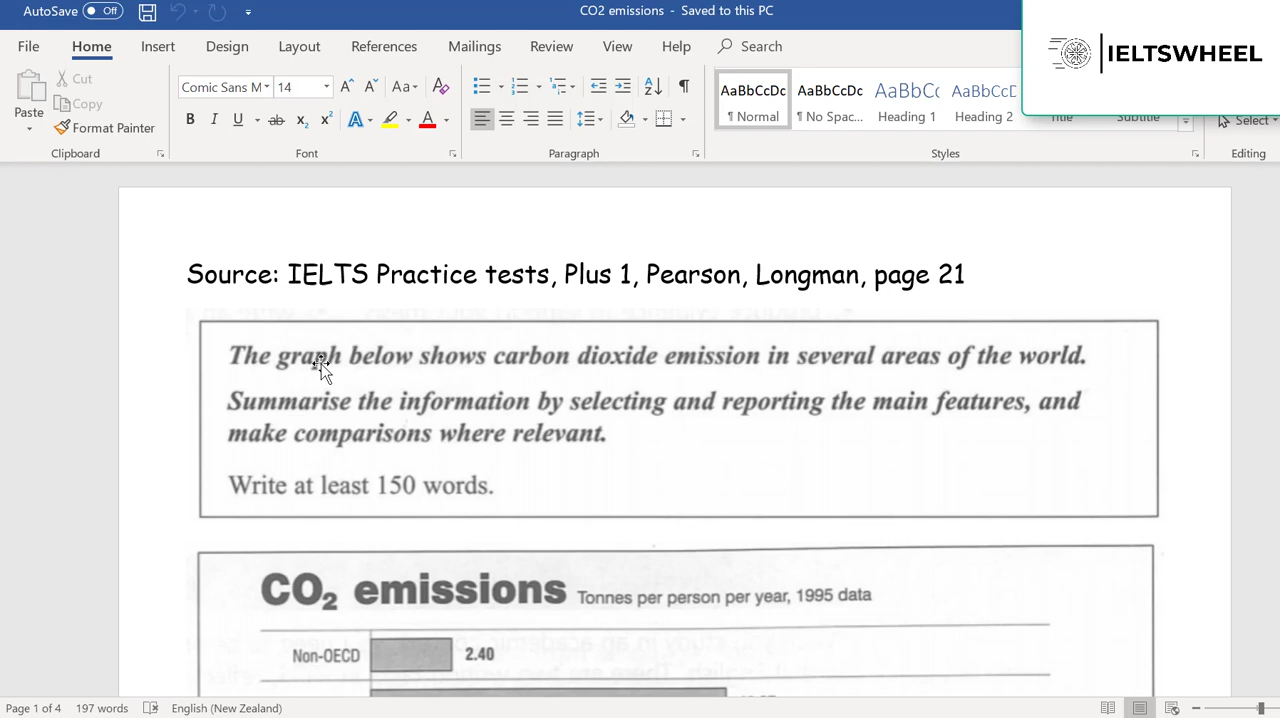 AutoSave Off
CO2 emissions - Saved to this PC
IELTSWHEEL
File Home Insert Design Layout References Mailings Review View Help Search
Cut
Copy
Paste
Format Painter
Comic Sans M 14
AaBbCcDc AaBbCcDc AaBbCc AaBbCcD
¶ Normal ¶ No Spac... Heading 1 Heading 2 Title Subtitle
Select
Clipboard Font Paragraph Styles Editing
Source: IELTS Practice tests, Plus 1, Pearson, Longman, page 21
The graph below shows carbon dioxide emission in several areas of the world.
Summarise the information by selecting and reporting the main features, and
make comparisons where relevant.
Write at least 150 words.
CO₂ emissions Tonnes per person per year, 1995 data
Non-OECD 2.40
Page 1 of 4 197 words English (New Zealand)